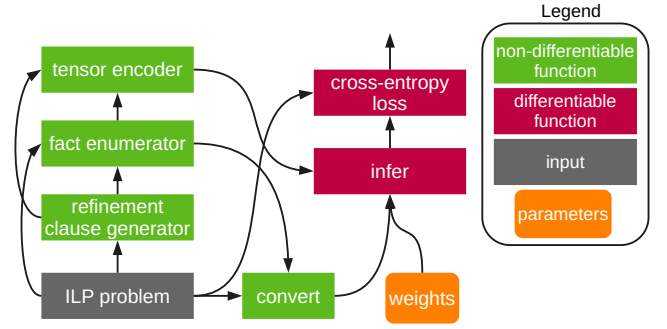 Legend
tensor encoder
cross-entropy
loss
non-differentiable
function
differentiable
function
fact enumerator
infer
input
refinement
clause generator
parameters
ILP problem
convert
weights